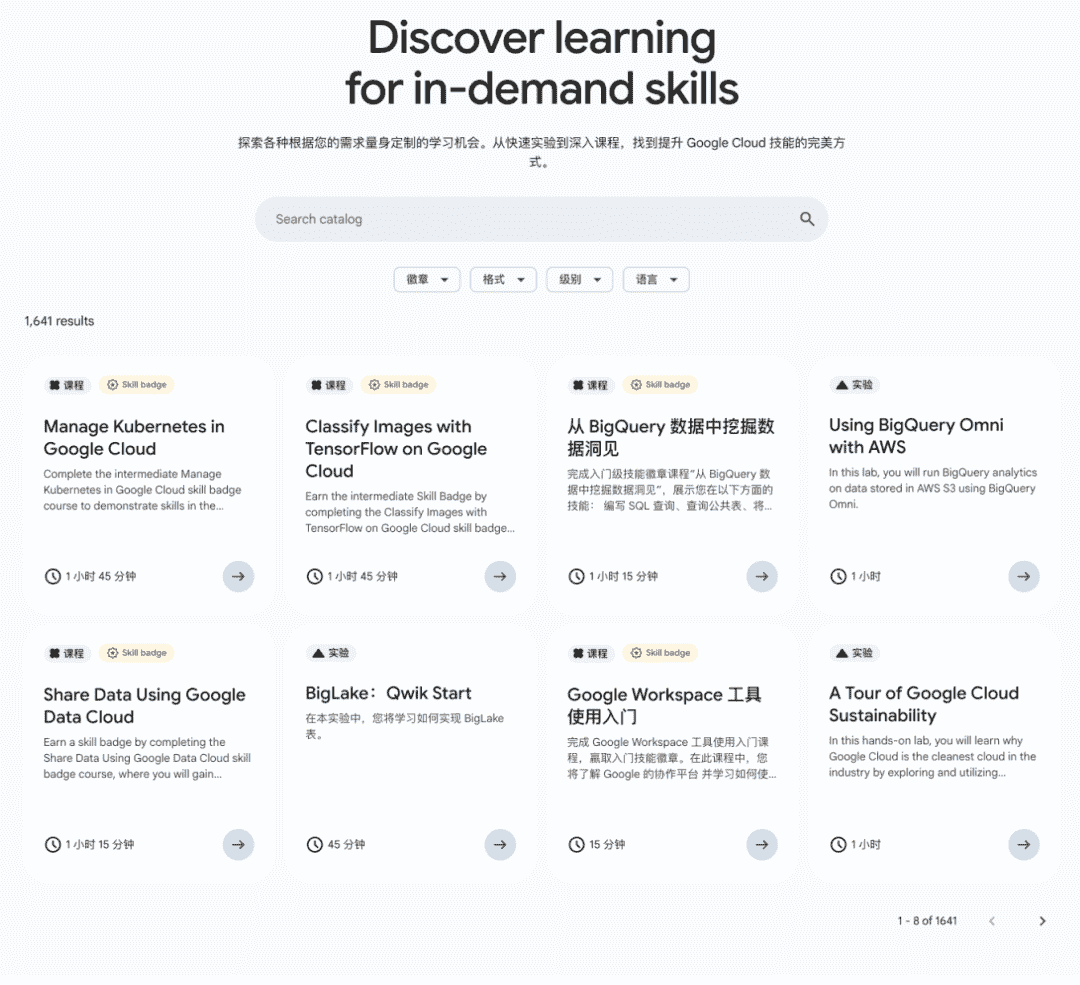 Discover learning
for in-demand skills
探索各种根据您的需求量身定制的学习机会。从快速实验到深入课程，找到提升 Google Cloud 技能的完美方
式。
Search catalog
徽章 格式 级别 语言
1,641 results
课程 Skill badge
Manage Kubernetes in
Google Cloud
Complete the intermediate Manage
Kubernetes in Google Cloud skill badge
course to demonstrate skills in the...
1 小时 45 分钟
课程 Skill badge
Classify Images with
TensorFlow on Google
Cloud
Earn the intermediate Skill Badge by
completing the Classify Images with
TensorFlow on Google Cloud skill badge...
1 小时 45 分钟
课程 Skill badge
从 BigQuery 数据中挖掘数
据洞见
完成入门级技能徽章课程“从 BigQuery 数
据中挖掘数据洞见”，展示您在以下方面的
技能： 编写 SQL 查询、查询公共表、将...
1 小时 15 分钟
实验
Using BigQuery Omni
with AWS
In this lab, you will run BigQuery analytics
on data stored in AWS S3 using BigQuery
Omni.
1 小时
课程 Skill badge
Share Data Using Google
Data Cloud
Earn a skill badge by completing the
Share Data Using Google Data Cloud skill
badge course, where you will gain...
1 小时 15 分钟
实验
BigLake：Qwik Start
在本实验中，您将学习如何实现 BigLake
表。
45 分钟
课程 Skill badge
Google Workspace 工具
使用入门
完成 Google Workspace 工具使用入门课
程，赢取入门技能徽章。在此课程中，您
将了解 Google 的协作平台 并学习如何使...
15 分钟
实验
A Tour of Google Cloud
Sustainability
In this hands-on lab, you will learn why
Google Cloud is the cleanest cloud in the
industry by exploring and utilizing...
1 小时
1 - 8 of 1641